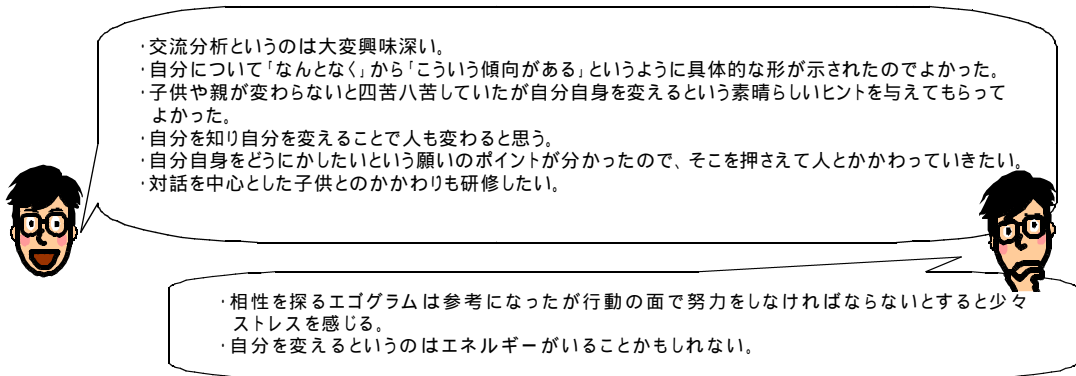 ・交流分析というのは大変興味深い。
・自分について「なんとなく」から「こういう傾向がある」というように具体的な形が示されたのでよかった。
・子供や親が変わらないと四苦八苦していたが自分自身を変えるという素晴らしいヒントを与えてもらって
よかった。
・自分を知り自分を変えることで人も変わると思う。
・自分自身をどうにかしたいという願いのポイントが分かったので、そこを押さえて人とかかわっていきたい。
・対話を中心とした子供とのかかわりも研修したい。
・相性を探るエゴグラムは参考になったが行動の面で努力をしなければならないとすると少々
ストレスを感じる。
・自分を変えるというのはエネルギーがいることかもしれない。